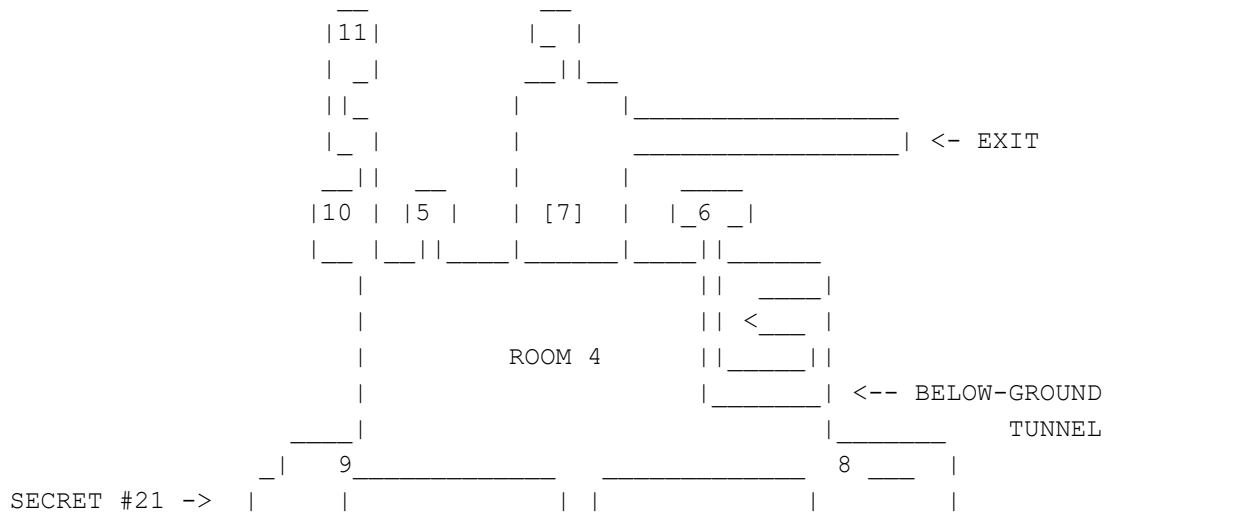 11
<- EXIT
10 5 [7] 6
ROOM 4
<-- BELOW-GROUND
TUNNEL
9 8
SECRET #21 ->